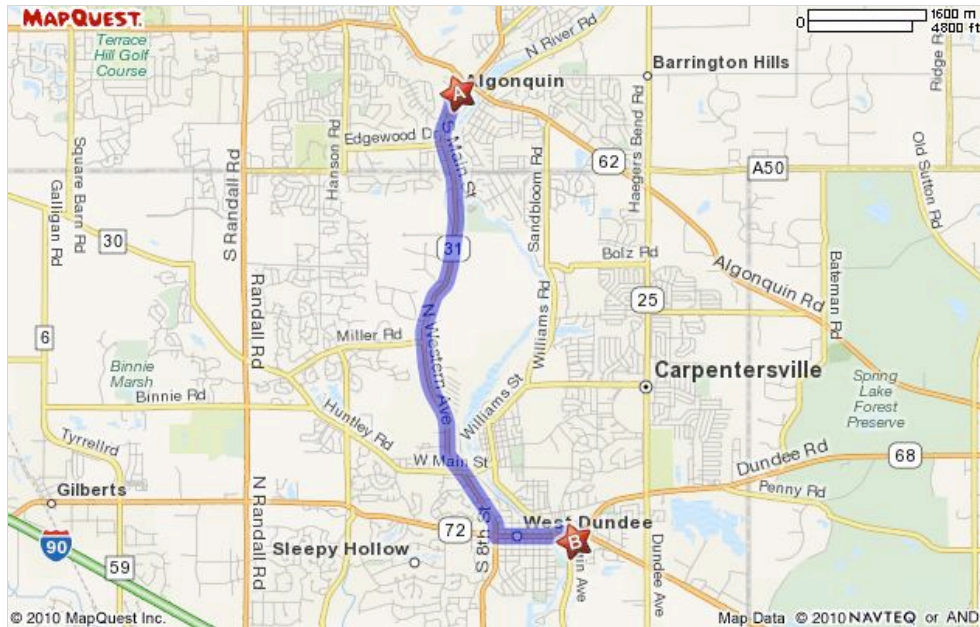 MAPQUEST.
1600 m
0
4800 ft
Terrace
Hill Golf
Course
N River Rd
Algonquin
A
Barrington Hills
Ridge R
Square Barn Rd
Galligan Rd
S Randall Rd
Hanson Rd
Edgewood D
S Main St
Sandbloom Rd
62
Haegers Bend Rd
A50
Old Sutton Rd
30
31
Bolz Rd
Algonquin Rd
Bateman Rd
25
6
Randall Rd
Miller Rd
N Western Ave
Williams Rd
Binnie
Marsh
Binnie Rd
Carpentersville
Spring
Lake
Forest
Preserve
Williams St
Huntley Rd
Tyrrellrd
W Main St
Dundee Rd
68
Penny Rd
Gilberts
N Randall Rd
72
S 8th St
West Dundee
B
90
59
Sleepy Hollow
in Ave
Dundee Ave
© 2010 MapQuest Inc.
Map Data © 2010 NAVTEQ or AND